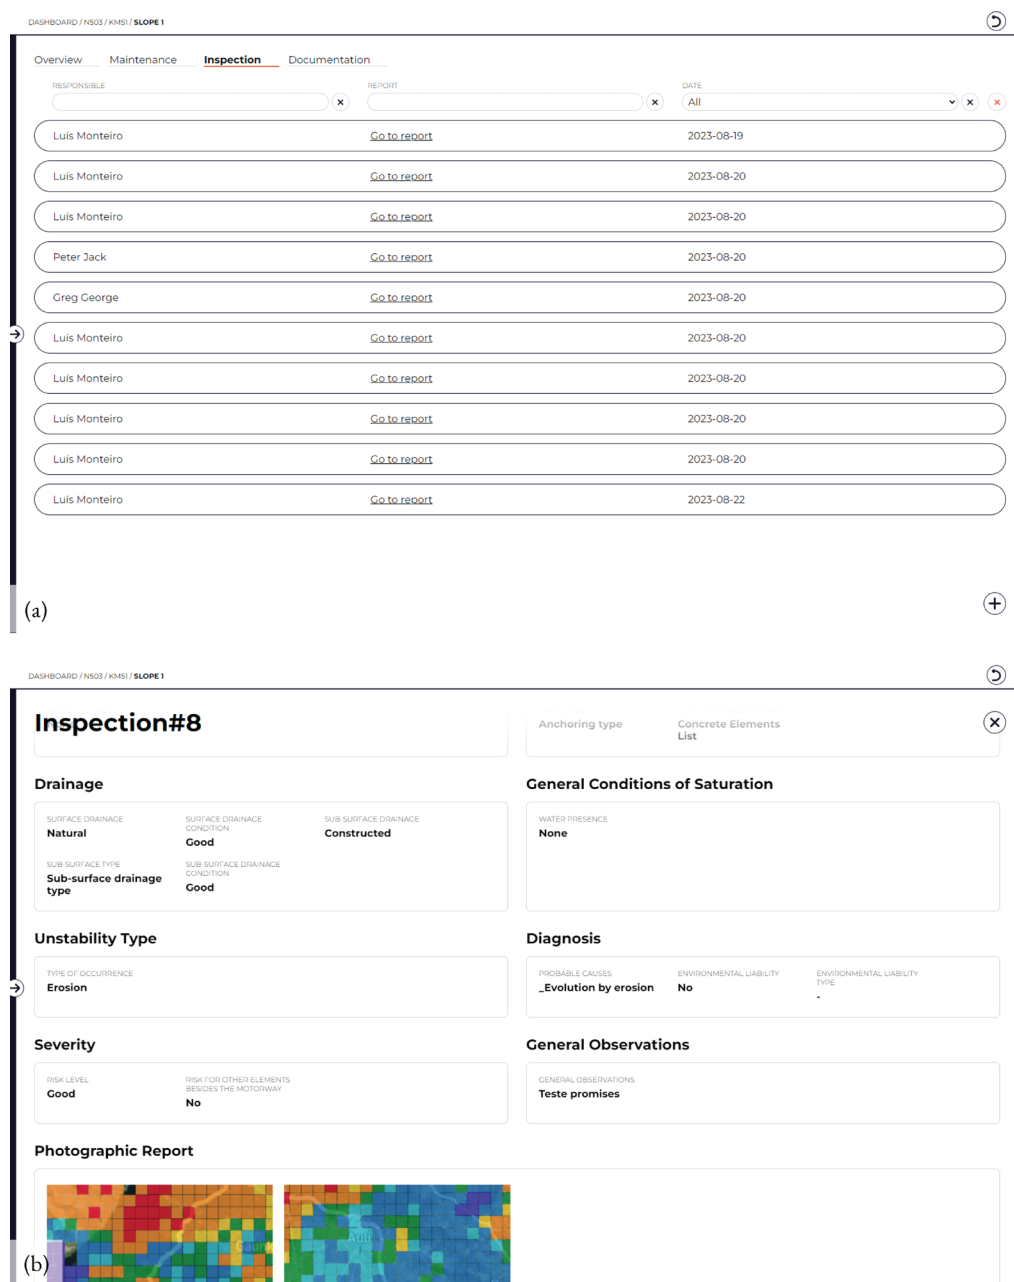 DASHBOARD / N503 / KM51 / SLOPE 1
Overview Maintenance Inspection Documentation
RESPONSIBLE REPORT DATE
All
Luís Monteiro Go to report 2023-08-19
Luís Monteiro Go to report 2023-08-20
Luís Monteiro Go to report 2023-08-20
Peter Jack Go to report 2023-08-20
Greg George Go to report 2023-08-20
Luís Monteiro Go to report 2023-08-20
Luís Monteiro Go to report 2023-08-20
Luís Monteiro Go to report 2023-08-20
Luís Monteiro Go to report 2023-08-20
Luís Monteiro Go to report 2023-08-22
(a)
DASHBOARD / N503 / KM51 / SLOPE 1
Inspection#8
Anchoring type Concrete Elements
List
Drainage
SURFACE DRAINAGE
Natural
SURFACE DRAINAGE
CONDITION
Good
SUB-SURFACE DRAINAGE
Constructed
SUB-SURFACE TYPE
Sub-surface drainage
type
SUB-SURFACE DRAINAGE
CONDITION
Good
General Conditions of Saturation
WATER PRESENCE
None
Unstability Type
TYPE OF OCCURRENCE
Erosion
Diagnosis
PROBABLE CAUSES
_Evolution by erosion
ENVIRONMENTAL LIABILITY
No
ENVIRONMENTAL LIABILITY
TYPE
-
Severity
RISK LEVEL
Good
RISK FOR OTHER ELEMENTS
BESIDES THE MOTORWAY
No
General Observations
GENERAL OBSERVATIONS
Teste promises
Photographic Report
(b)